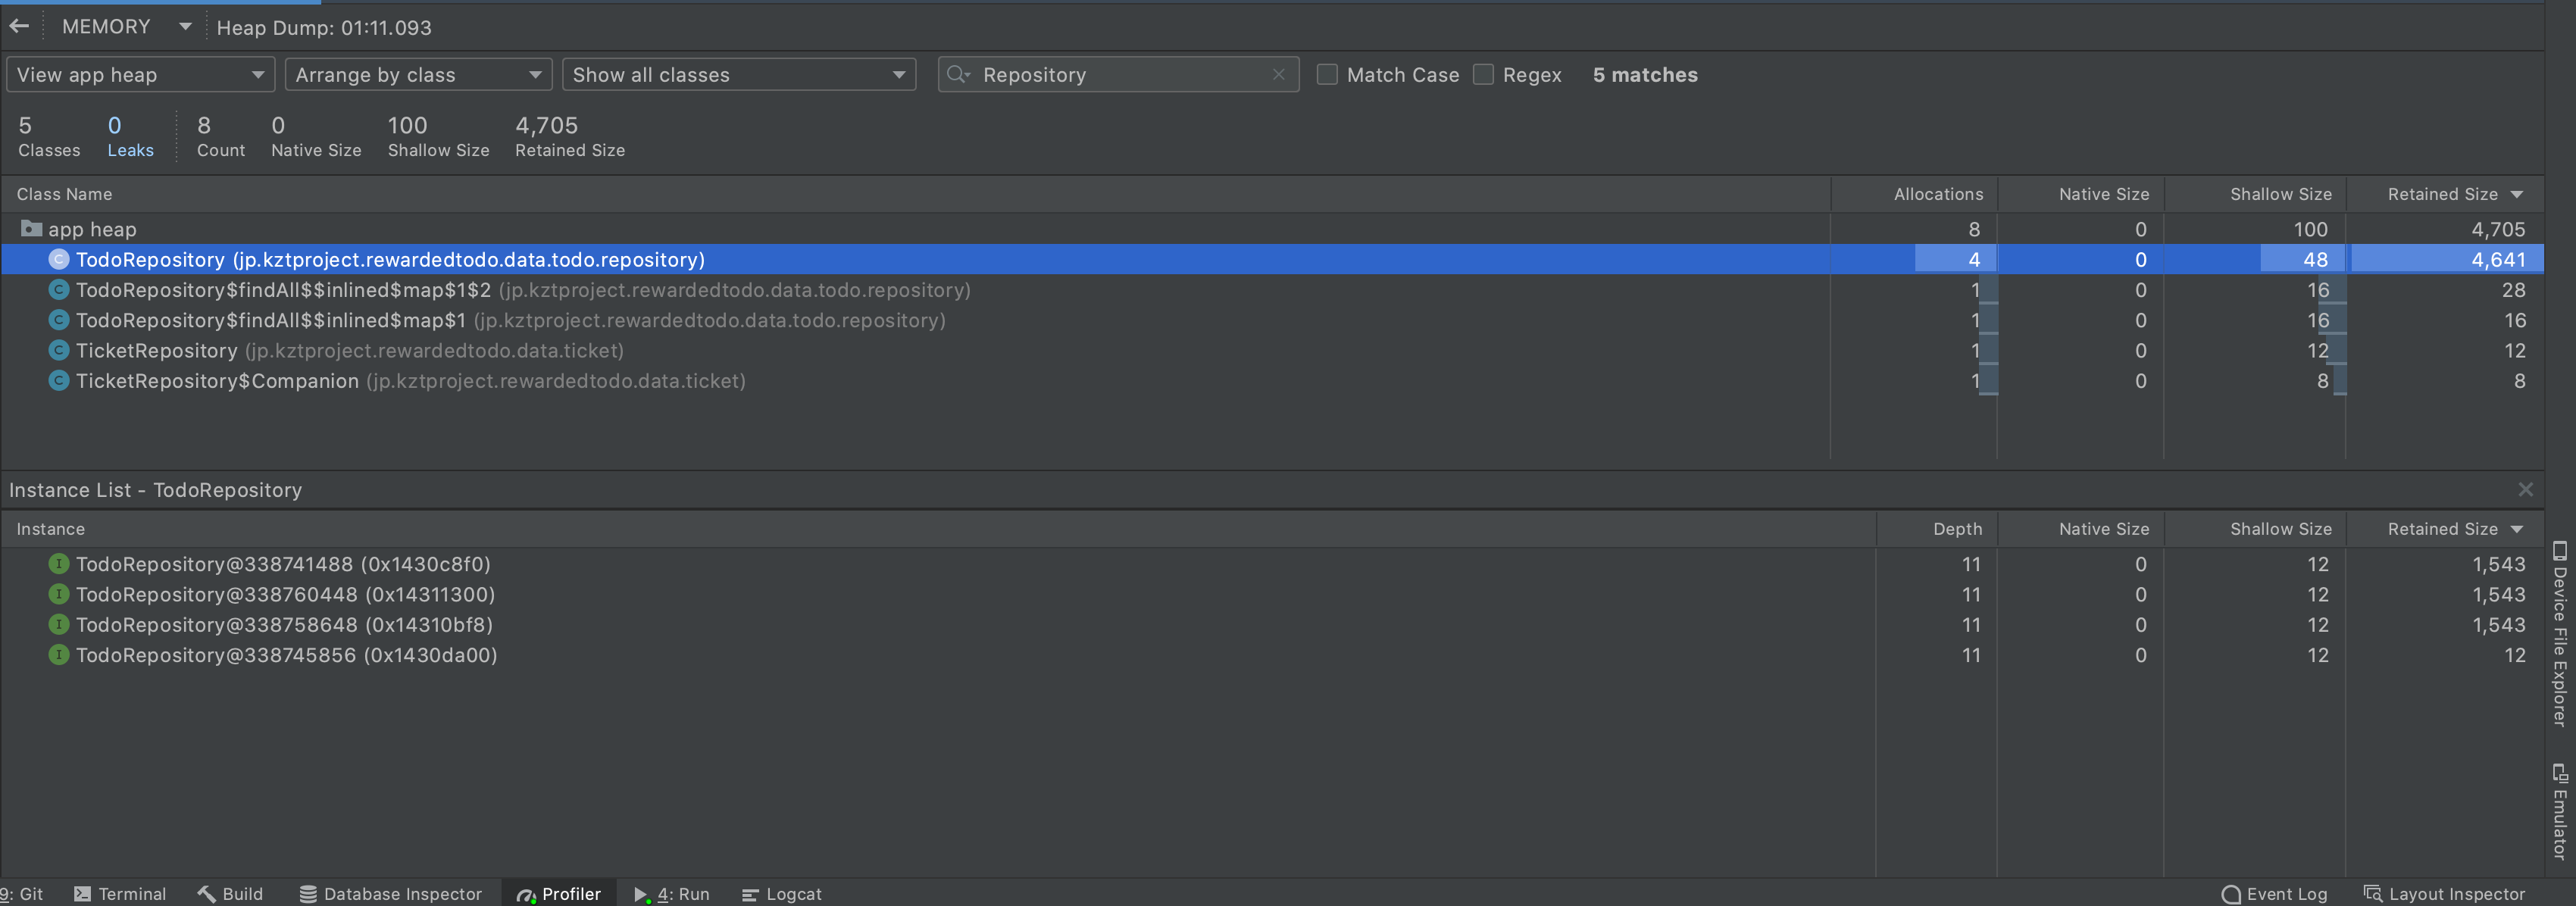 MEMORY Heap Dump: 01:11.093
View app heap Arrange by class Show all classes Repository Match Case Regex 5 matches
5 0 8 0 100 4,705
Classes Leaks Count Native Size Shallow Size Retained Size
Class Name Allocations Native Size Shallow Size Retained Size
app heap 8 0 100 4,705
C TodoRepository (jp.kztproject.rewardedtodo.data.todo.repository) 4 0 48 4,641
C TodoRepository$findAll$$inlined$map$1$2 (jp.kztproject.rewardedtodo.data.todo.repository) 1 0 16 28
C TodoRepository$findAll$$inlined$map$1 (jp.kztproject.rewardedtodo.data.todo.repository) 1 0 16 16
C TicketRepository (jp.kztproject.rewardedtodo.data.ticket) 1 0 12 12
C TicketRepository$Companion (jp.kztproject.rewardedtodo.data.ticket) 1 0 8 8
Instance List - TodoRepository
Instance Depth Native Size Shallow Size Retained Size
I TodoRepository@338741488 (0x1430c8f0) 11 0 12 1,543
I TodoRepository@338760448 (0x14311300) 11 0 12 1,543
I TodoRepository@338758648 (0x14310bf8) 11 0 12 1,543
I TodoRepository@338745856 (0x1430da00) 11 0 12 12
Device File Explorer
Emulator
9: Git Terminal Build Database Inspector Profiler 4: Run Logcat Event Log Layout Inspector